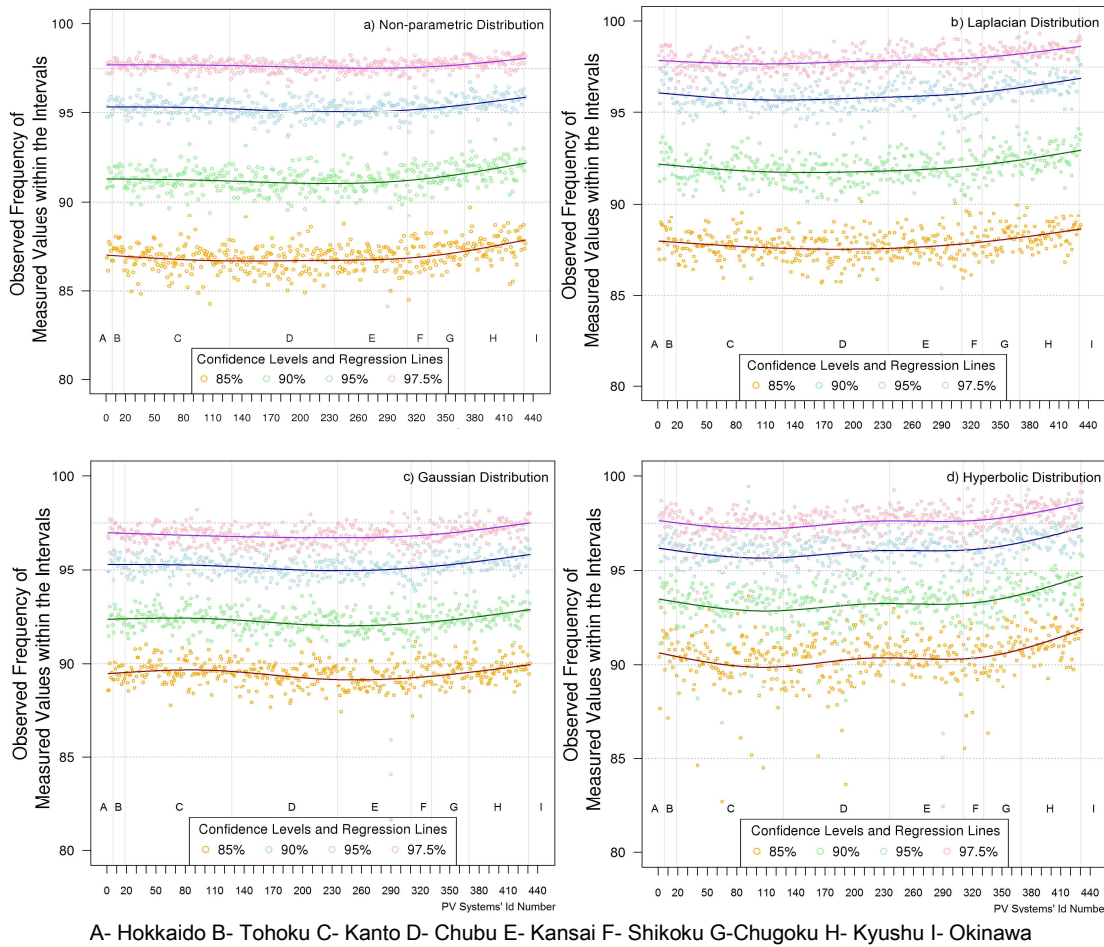 a) Non-parametric Distribution
Observed Frequency of
Measured Values within the Intervals
100
95
90
85
80
A B C D E F G H I
Confidence Levels and Regression Lines
85% 90% 95% 97.5%
0 20 50 80 110 140 170 200 230 260 290 320 350 380 410 440
b) Laplacian Distribution
Observed Frequency of
Measured Values within the Intervals
100
95
90
85
80
A B C D E F G H I
Confidence Levels and Regression Lines
85% 90% 95% 97.5%
0 20 50 80 110 140 170 200 230 260 290 320 350 380 410 440
c) Gaussian Distribution
Observed Frequency of
Measured Values within the Intervals
100
95
90
85
80
A B C D E F G H I
Confidence Levels and Regression Lines
85% 90% 95% 97.5%
0 20 50 80 110 140 170 200 230 260 290 320 350 380 410 440
PV Systems' Id Number
d) Hyperbolic Distribution
Observed Frequency of
Measured Values within the Intervals
100
95
90
85
80
A B C D E F G H I
Confidence Levels and Regression Lines
85% 90% 95% 97.5%
0 20 50 80 110 140 170 200 230 260 290 320 350 380 410 440
PV Systems' Id Number
A- Hokkaido B- Tohoku C- Kanto D- Chubu E- Kansai F- Shikoku G-Chugoku H- Kyushu I- Okinawa